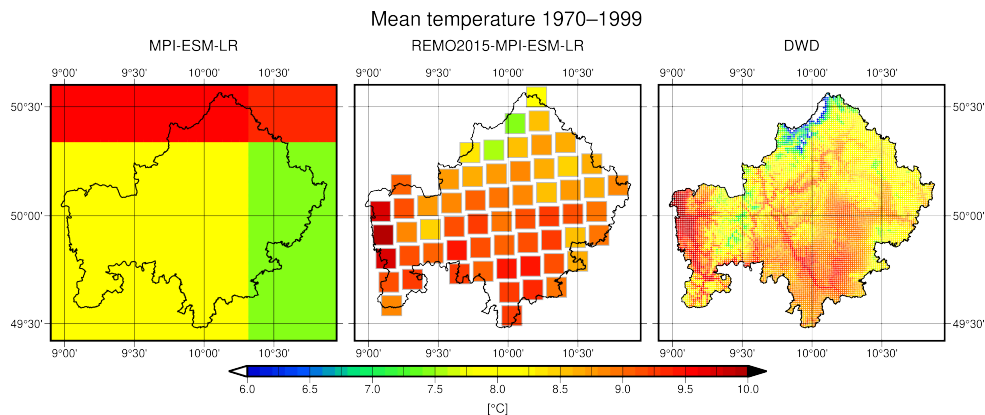 Mean temperature 1970–1999
MPI-ESM-LR REMO2015-MPI-ESM-LR DWD
9°00' 9°30' 10°00' 10°30' 9°00' 9°30' 10°00' 10°30' 9°00' 9°30' 10°00' 10°30'
50°30' 50°30'
50°00' 50°00'
49°30' 49°30'
9°00' 9°30' 10°00' 10°30' 9°00' 9°30' 10°00' 10°30' 9°00' 9°30' 10°00' 10°30'
6.0 6.5 7.0 7.5 8.0 8.5 9.0 9.5 10.0
[°C]